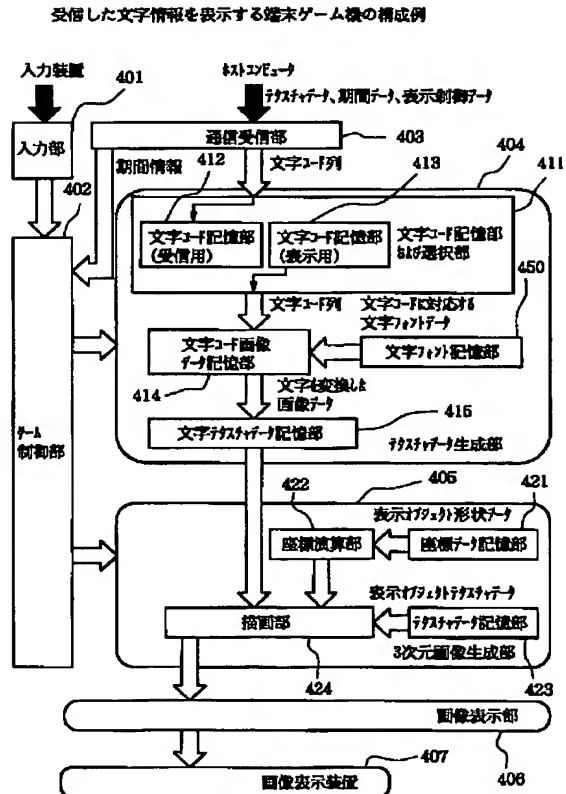 受信した文字情報を表示する端末ゲーム機の構成例
入力装置
ホストコンピュータ
テクスチャデータ、期間データ、表示制御データ
401
入力部
通信受信部
403
402
期間情報
412
文字コード列
413
404
411
文字コード記憶部
(受信用)
文字コード記憶部
(表示用)
文字コード記憶部
および選択部
文字コード列
文字コードに対応する
文字フォントデータ
450
文字コード画像
データ記憶部
文字フォント記憶部
414
文字を変換した
画像データ
415
文字テクスチャデータ記憶部
テクスチャデータ生成部
ゲーム
制御部
405
422
表示オブジェクト形状データ
421
座標演算部
座標データ記憶部
表示オブジェクトテクスチャデータ
描画部
テクスチャデータ記憶部
3次元画像生成部
424
423
画像表示部
407
406
画像表示装置